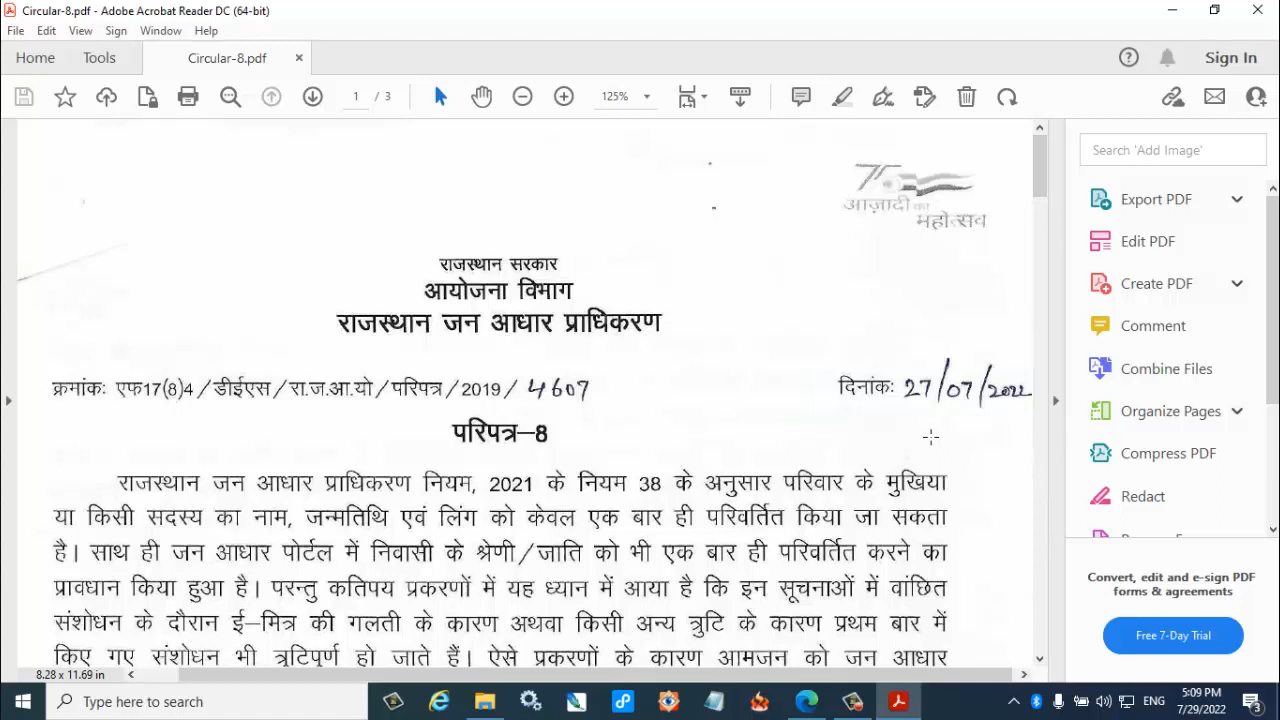 Circular-8.pdf - Adobe Acrobat Reader DC (64-bit)
File Edit View Sign Window Help
Home Tools Circular-8.pdf × Sign In
1 / 3 125%
Search 'Add Image'
Export PDF
Edit PDF
Create PDF
Comment
Combine Files
Organize Pages
Compress PDF
Redact
Convert, edit and e-sign PDF
forms & agreements
Free 7-Day Trial
आज़ादी का
महोत्सव
राजस्थान सरकार
आयोजना विभाग
राजस्थान जन आधार प्राधिकरण
क्रमांकः एफ17(8)4/डीईएस/रा.ज.आ.यो/परिपत्र/2019/ 4607 दिनांकः 27/07/2022
परिपत्र–8
राजस्थान जन आधार प्राधिकरण नियम, 2021 के नियम 38 के अनुसार परिवार के मुखिया
या किसी सदस्य का नाम, जन्मतिथि एवं लिंग को केवल एक बार ही परिवर्तित किया जा सकता
है। साथ ही जन आधार पोर्टल में निवासी के श्रेणी/जाति को भी एक बार ही परिवर्तित करने का
प्रावधान किया हुआ है। परन्तु कतिपय प्रकरणों में यह ध्यान में आया है कि इन सूचनाओं में वांछित
संशोधन के दौरान ई–मित्र की गलती के कारण अथवा किसी अन्य त्रुटि के कारण प्रथम बार में
किए गए संशोधन भी त्रुटिपूर्ण हो जाते हैं। ऐसे प्रकरणों के कारण आमजन को जन आधार
8.28 x 11.69 in
Type here to search
ENG
5:09 PM
7/29/2022
3